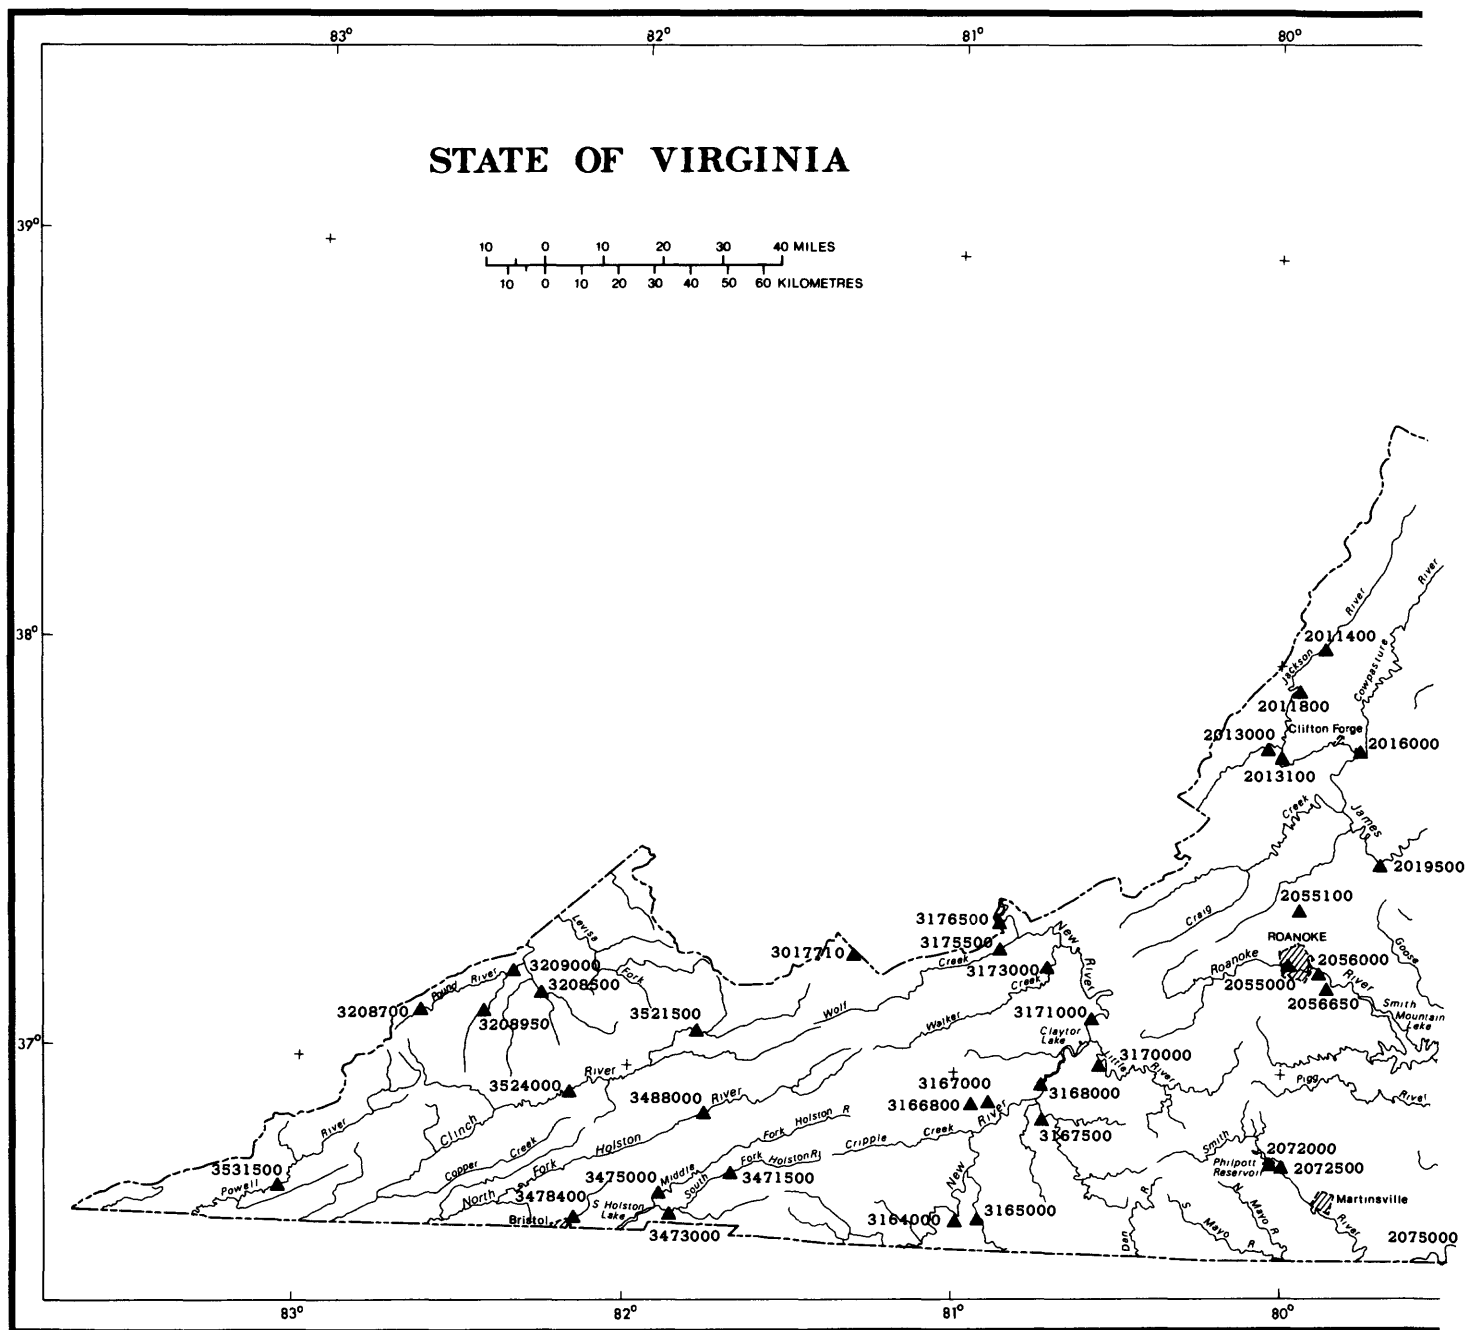 83° 82° 81° 80°
STATE OF VIRGINIA
39°
10 0 10 20 30 40 MILES
10 0 10 20 30 40 50 60 KILOMETRES
38°
River
River
2011400
Jackson
Cowpasture
2011800
Clifton Forge
2013000
2016000
2013100
Creek
James
2019500
2055100
Craig
3176500
New
ROANOKE
Levisa
3175500
Goose
3017710
Creek
Roanoke
2056000
3209000
Fork
3173000
River
River
Pound River
3208500
Creek
2055000
2056650
3208700
3208950
3521500
Wolf
Walker
3171000
Smith
Mountain
Lake
37°
Claytor
Lake
Little
River
3170000
River
3524000
3167000
Pigg
River
3488000
River
3166800
3168000
River
Clinch
Fork Holston R
Creek
River
3167500
Copper Creek
Holston
Cripple
Smith
2072000
3531500
Fork
Fork Holston R
Philpott
Reservoir
2072500
Powell
3475000
Middle
3471500
New
North
3478400
South
R
N
Martinsville
S Holston
Lake
S
Mayo R
River
Bristol
3164000
3165000
Mayo
R
Dan
3473000
2075000
83° 82° 81° 80°